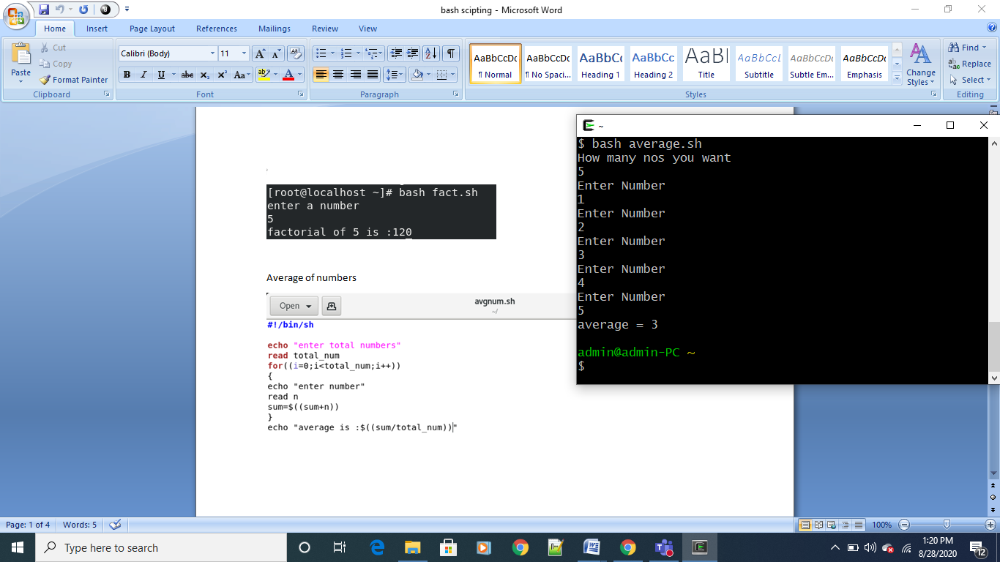 bash scipting - Microsoft Word
Home Insert Page Layout References Mailings Review View
Paste
Cut
Copy
Format Painter
Clipboard
Calibri (Body) 11
Font
Paragraph
AaBbCcDc AaBbCcDc AaBbCc AaBbCc AaBl AaBbCcL AaBbCcDc AaBbCcDc
¶ Normal ¶ No Spaci... Heading 1 Heading 2 Title Subtitle Subtle Em... Emphasis
Change Styles
Styles
Find
Replace
Select
Editing
[root@localhost ~]# bash fact.sh
enter a number
5
factorial of 5 is :120
Average of numbers
Open
avgnum.sh
~/
#!/bin/sh
echo "enter total numbers"
read total_num
for((i=0;i<total_num;i++))
{
echo "enter number"
read n
sum=$((sum+n))
}
echo "average is :$((sum/total_num))"
~
$ bash average.sh
How many nos you want
5
Enter Number
1
Enter Number
2
Enter Number
3
Enter Number
4
Enter Number
5
average = 3
admin@admin-PC ~
$
Page: 1 of 4 Words: 5
100%
Type here to search
1:20 PM
8/28/2020
12